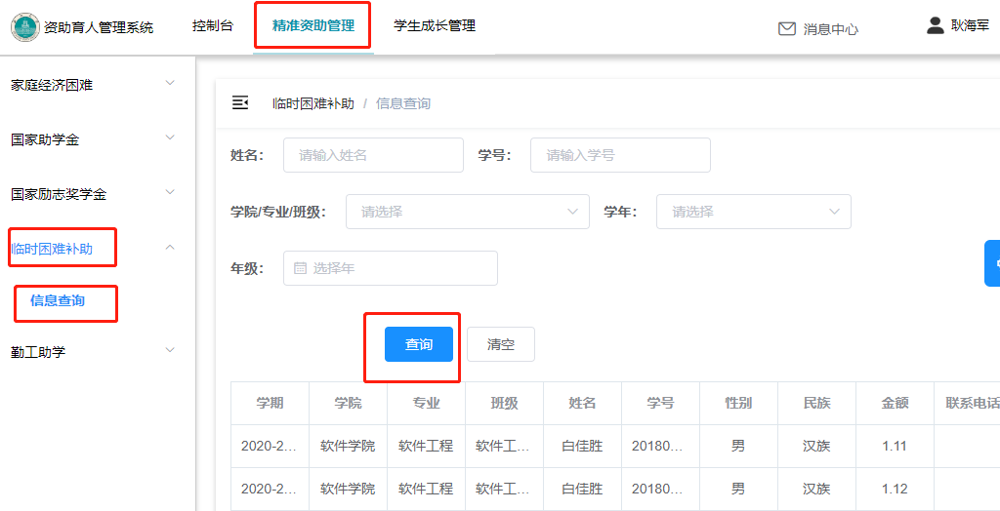 资助育人管理系统 控制台 精准资助管理 学生成长管理 消息中心 耿海军
家庭经济困难
国家助学金
国家励志奖学金
临时困难补助
信息查询
勤工助学
临时困难补助 / 信息查询
姓名： 请输入姓名 学号： 请输入学号
学院/专业/班级： 请选择 学年： 请选择
年级： 选择年
查询 清空
学期 学院 专业 班级 姓名 学号 性别 民族 金额 联系电话
2020-2... 软件学院 软件工程 软件工... 白佳胜 20180... 男 汉族 1.11
2020-2... 软件学院 软件工程 软件工... 白佳胜 20180... 男 汉族 1.12